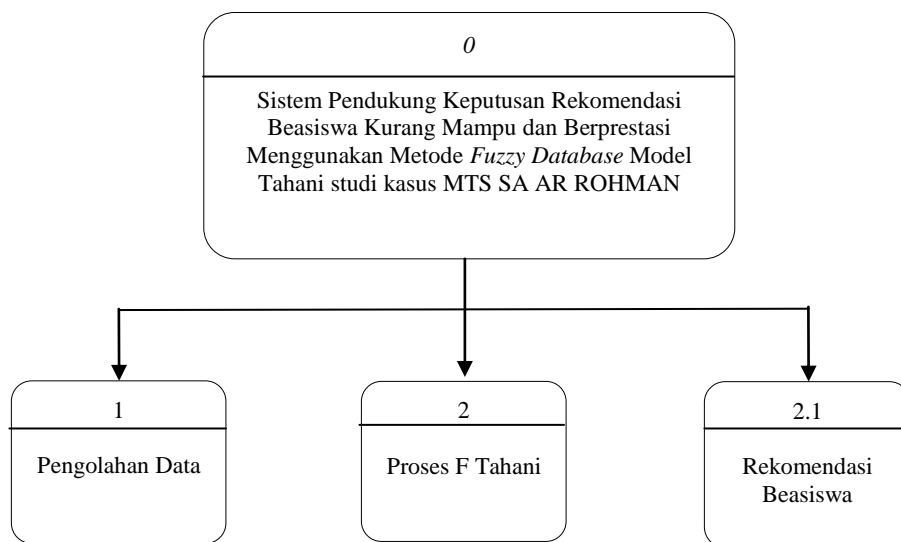 0
Sistem Pendukung Keputusan Rekomendasi
Beasiswa Kurang Mampu dan Berprestasi
Menggunakan Metode Fuzzy Database Model
Tahani studi kasus MTS SA AR ROHMAN
1
Pengolahan Data
2
Proses F Tahani
2.1
Rekomendasi
Beasiswa